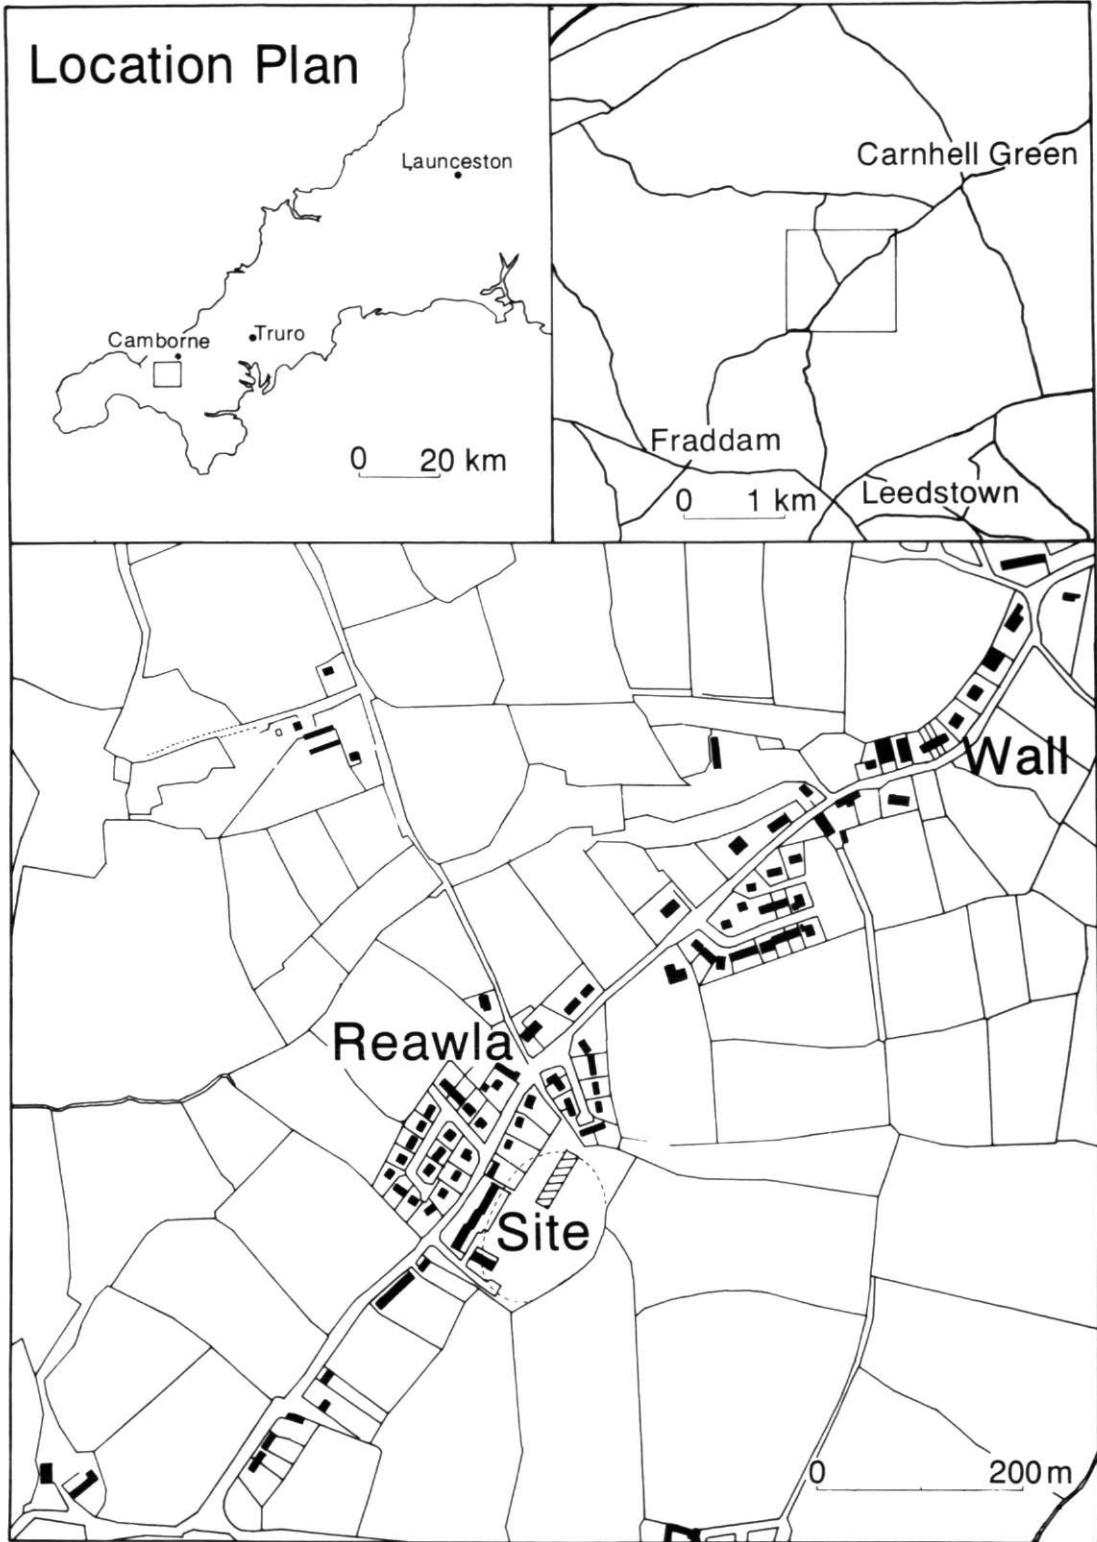 Location Plan
Launceston
Camborne
Truro
0 20 km
Carnhell Green
Fraddam
0 1 km
Leedstown
Wall
Reawla
Site
0 200 m